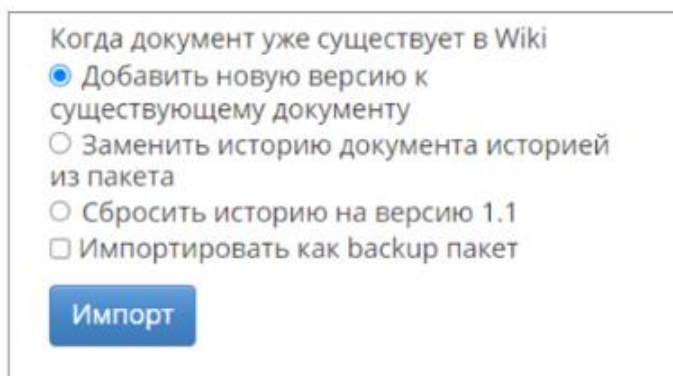 Когда документ уже существует в Wiki
Добавить новую версию к
существующему документу
Заменить историю документа историей
из пакета
Сбросить историю на версию 1.1
Импортировать как backup пакет
Импорт